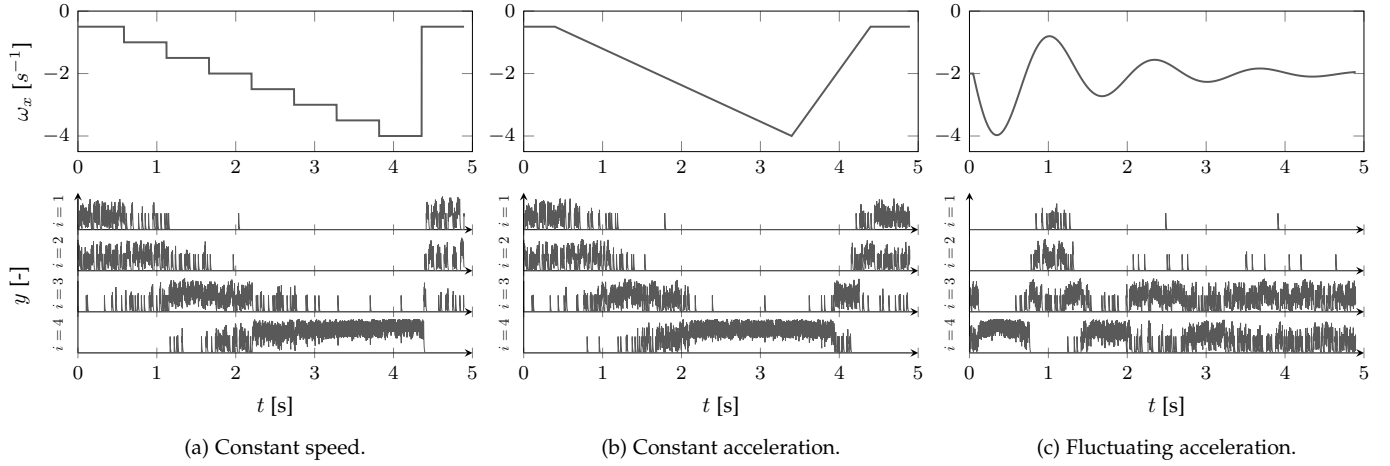 0
−2
−4
ω_x [s⁻¹]
0 1 2 3 4 5
0
−2
−4
0 1 2 3 4 5
0
−2
−4
0 1 2 3 4 5
y [-]
i = 1
i = 2
i = 3
i = 4
0 1 2 3 4 5
t [s]
i = 1
i = 2
i = 3
i = 4
0 1 2 3 4 5
t [s]
i = 1
i = 2
i = 3
i = 4
0 1 2 3 4 5
t [s]
(a) Constant speed.
(b) Constant acceleration.
(c) Fluctuating acceleration.